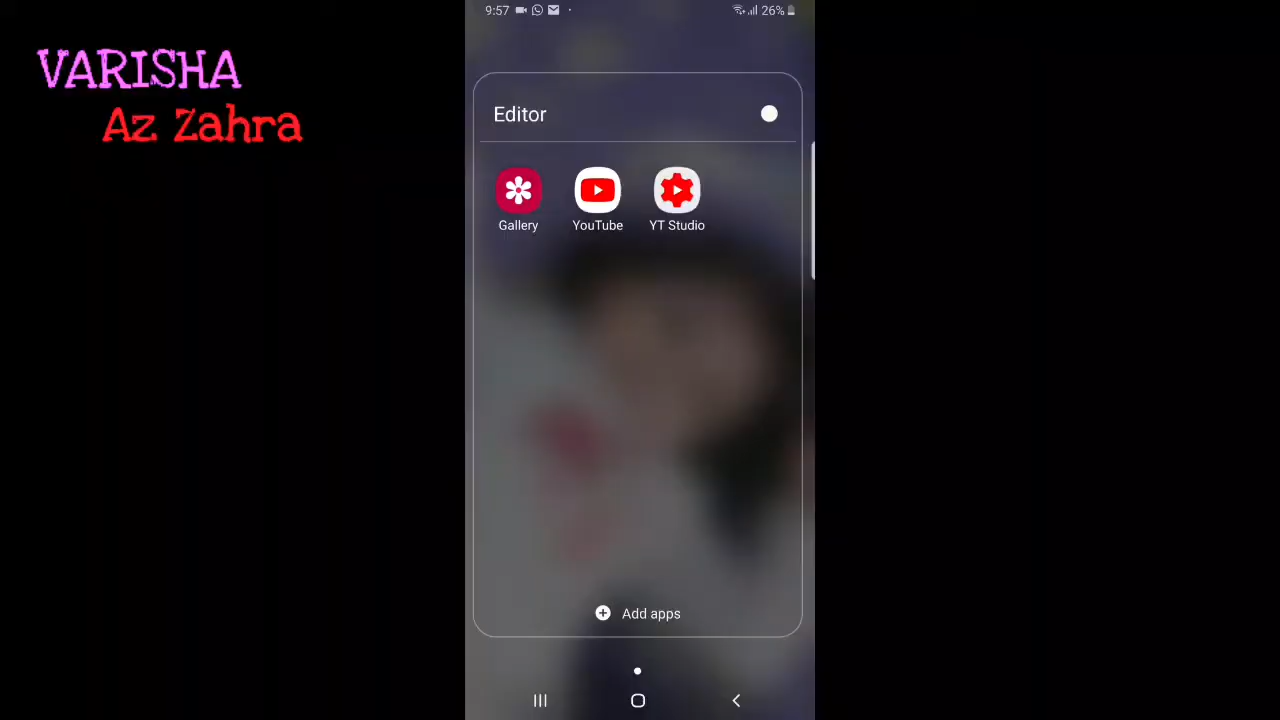 VARISHA
Az Zahra
9:57
26%
Editor
Gallery
YouTube
YT Studio
Add apps